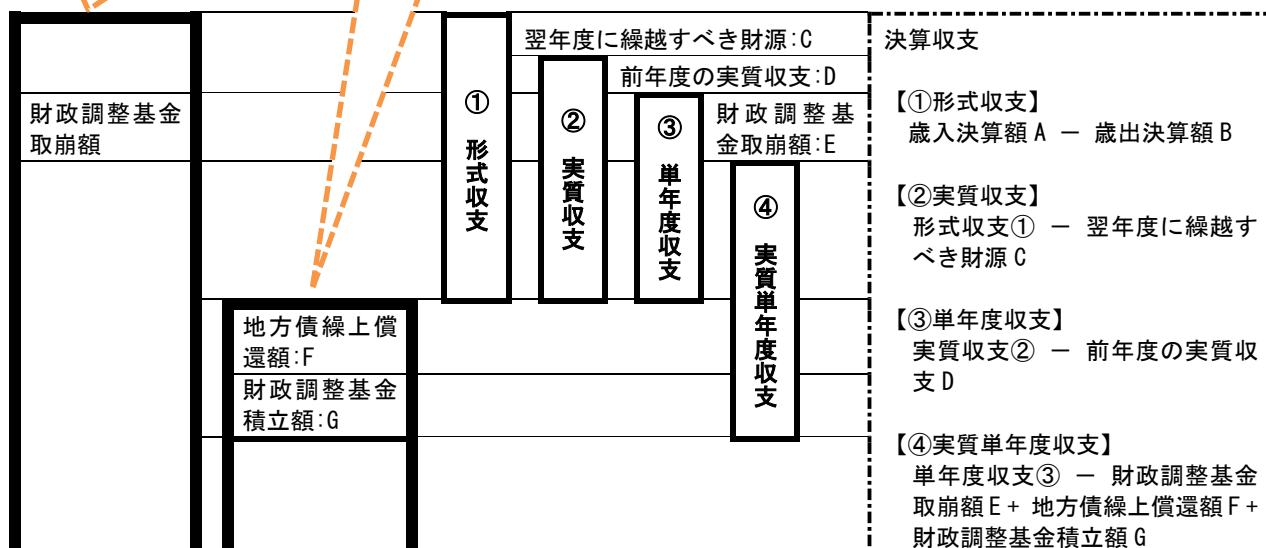 財政調整基金
取崩額
地方債繰上償
還額:F
財政調整基金
積立額:G
① 形式収支
翌年度に繰越すべき財源:C
② 実質収支
前年度の実質収支:D
③ 単年度収支
財政調整基
金取崩額:E
④ 実質単年度収支
決算収支
【①形式収支】
歳入決算額A － 歳出決算額B
【②実質収支】
形式収支① － 翌年度に繰越す
べき財源C
【③単年度収支】
実質収支② － 前年度の実質収
支D
【④実質単年度収支】
単年度収支③ － 財政調整基金
取崩額E+ 地方債繰上償還額F+
財政調整基金積立額G